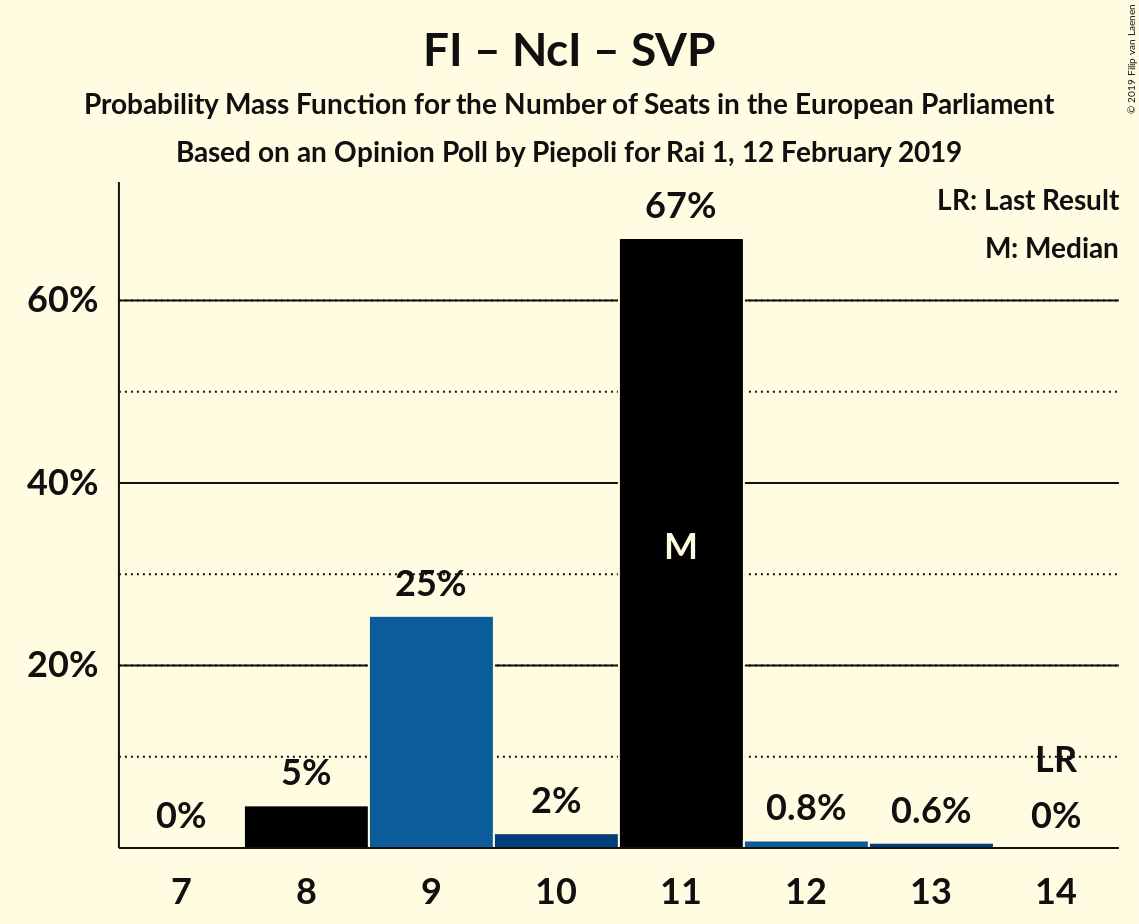 FI – NcI – SVP
Probability Mass Function for the Number of Seats in the European Parliament
Based on an Opinion Poll by Piepoli for Rai 1, 12 February 2019
© 2019 Filip van Laenen
LR: Last Result
M: Median
60%
40%
20%
0%
5%
25%
2%
67%
M
0.8%
0.6%
LR
0%
7 8 9 10 11 12 13 14